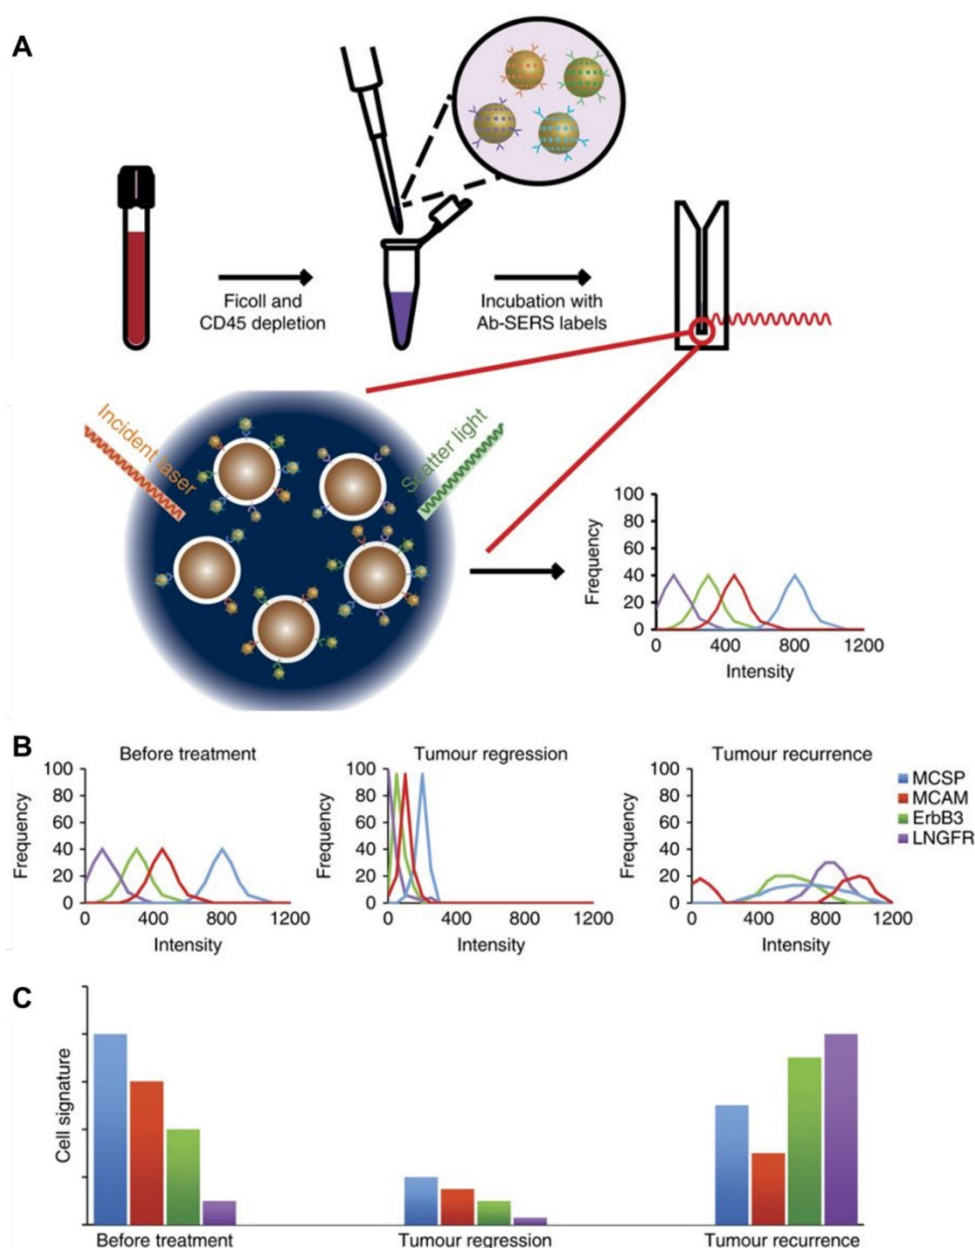 A
Ficoll and
CD45 depletion
Incubation with
Ab-SERS labels
Incident laser
Scatter light
Frequency
100
80
60
40
20
0
0 400 800 1200
Intensity
B
Before treatment
Frequency
100
80
60
40
20
0
0 400 800 1200
Intensity
Tumour regression
Frequency
100
80
60
40
20
0
0 400 800 1200
Intensity
Tumour recurrence
Frequency
100
80
60
40
20
0
0 400 800 1200
Intensity
MCSP
MCAM
ErbB3
LNGFR
C
Cell signature
Before treatment Tumour regression Tumour recurrence